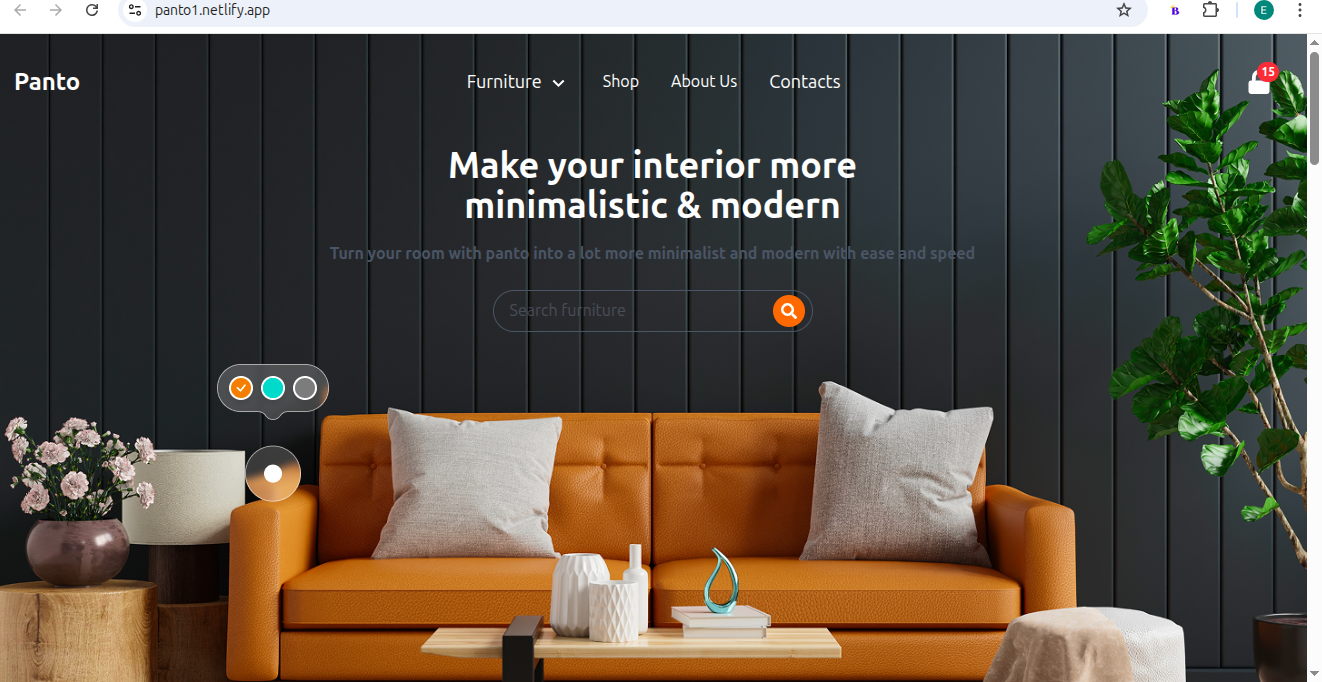 panto1.netlify.app
B
E
Panto
Furniture
Shop
About Us
Contacts
15
Make your interior more
minimalistic & modern
Turn your room with panto into a lot more minimalist and modern with ease and speed
Search furniture